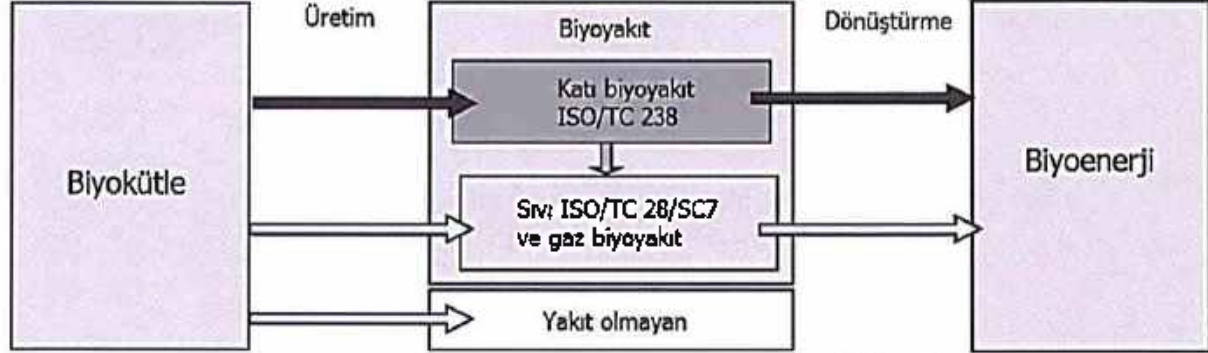 Üretim
Biyoyakıt
Dönüştürme
Katı biyoyakıt
ISO/TC 238
Biyokütle
Biyoenerji
Sıvı ISO/TC 28/SC7
ve gaz biyoyakıt
Yakıt olmayan